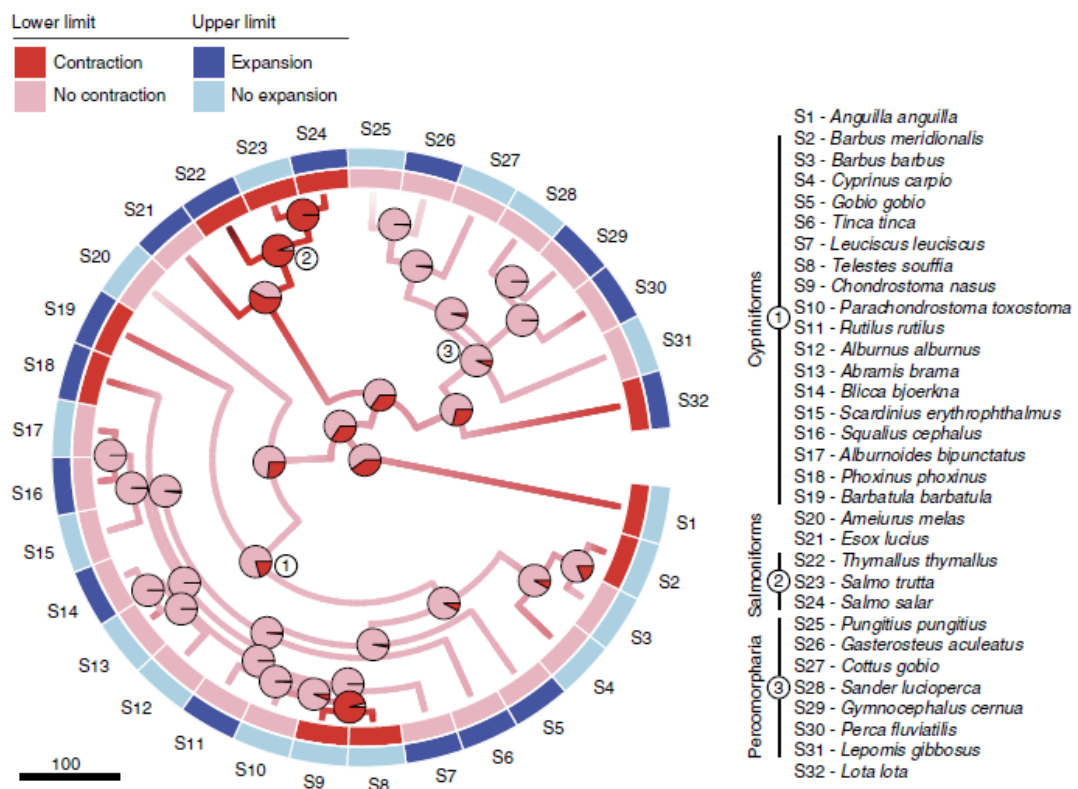 Lower limit Upper limit
Contraction Expansion
No contraction No expansion
S1 - Anguilla anguilla
S2 - Barbus meridionalis
S3 - Barbus barbus
S4 - Cyprinus carpio
S5 - Gobio gobio
S6 - Tinca tinca
S7 - Leuciscus leuciscus
S8 - Telestes souffia
S9 - Chondrostoma nasus
S10 - Parachondrostoma toxostoma
S11 - Rutilus rutilus
S12 - Alburnus alburnus
S13 - Abramis brama
S14 - Blicca bjoerkna
S15 - Scardinius erythrophthalmus
S16 - Squalius cephalus
S17 - Alburnoides bipunctatus
S18 - Phoxinus phoxinus
S19 - Barbatula barbatula
S20 - Ameiurus melas
S21 - Esox lucius
S22 - Thymallus thymallus
S23 - Salmo trutta
S24 - Salmo salar
S25 - Pungitius pungitius
S26 - Gasterosteus aculeatus
S27 - Cottus gobio
S28 - Sander lucioperca
S29 - Gymnocephalus cernua
S30 - Perca fluviatilis
S31 - Lepomis gibbosus
S32 - Lota lota
Cypriniforms
1
Salmoniforms
2
Percomorpharia
3
S1
S2
S3
S4
S5
S6
S7
S8
S9
S10
S11
S12
S13
S14
S15
S16
S17
S18
S19
S20
S21
S22
S23
S24
S25
S26
S27
S28
S29
S30
S31
S32
2
3
1
100